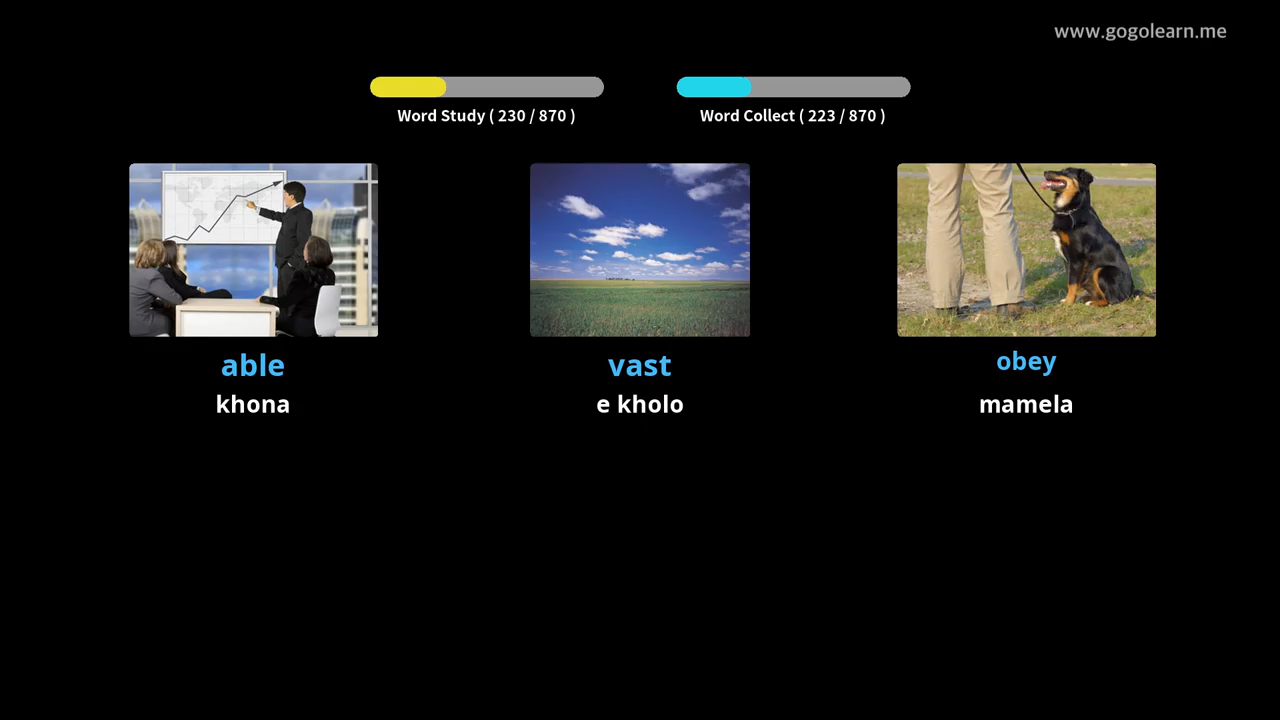 www.gogolearn.me
Word Study ( 230 / 870 )
Word Collect ( 223 / 870 )
able
khona
vast
e kholo
obey
mamela